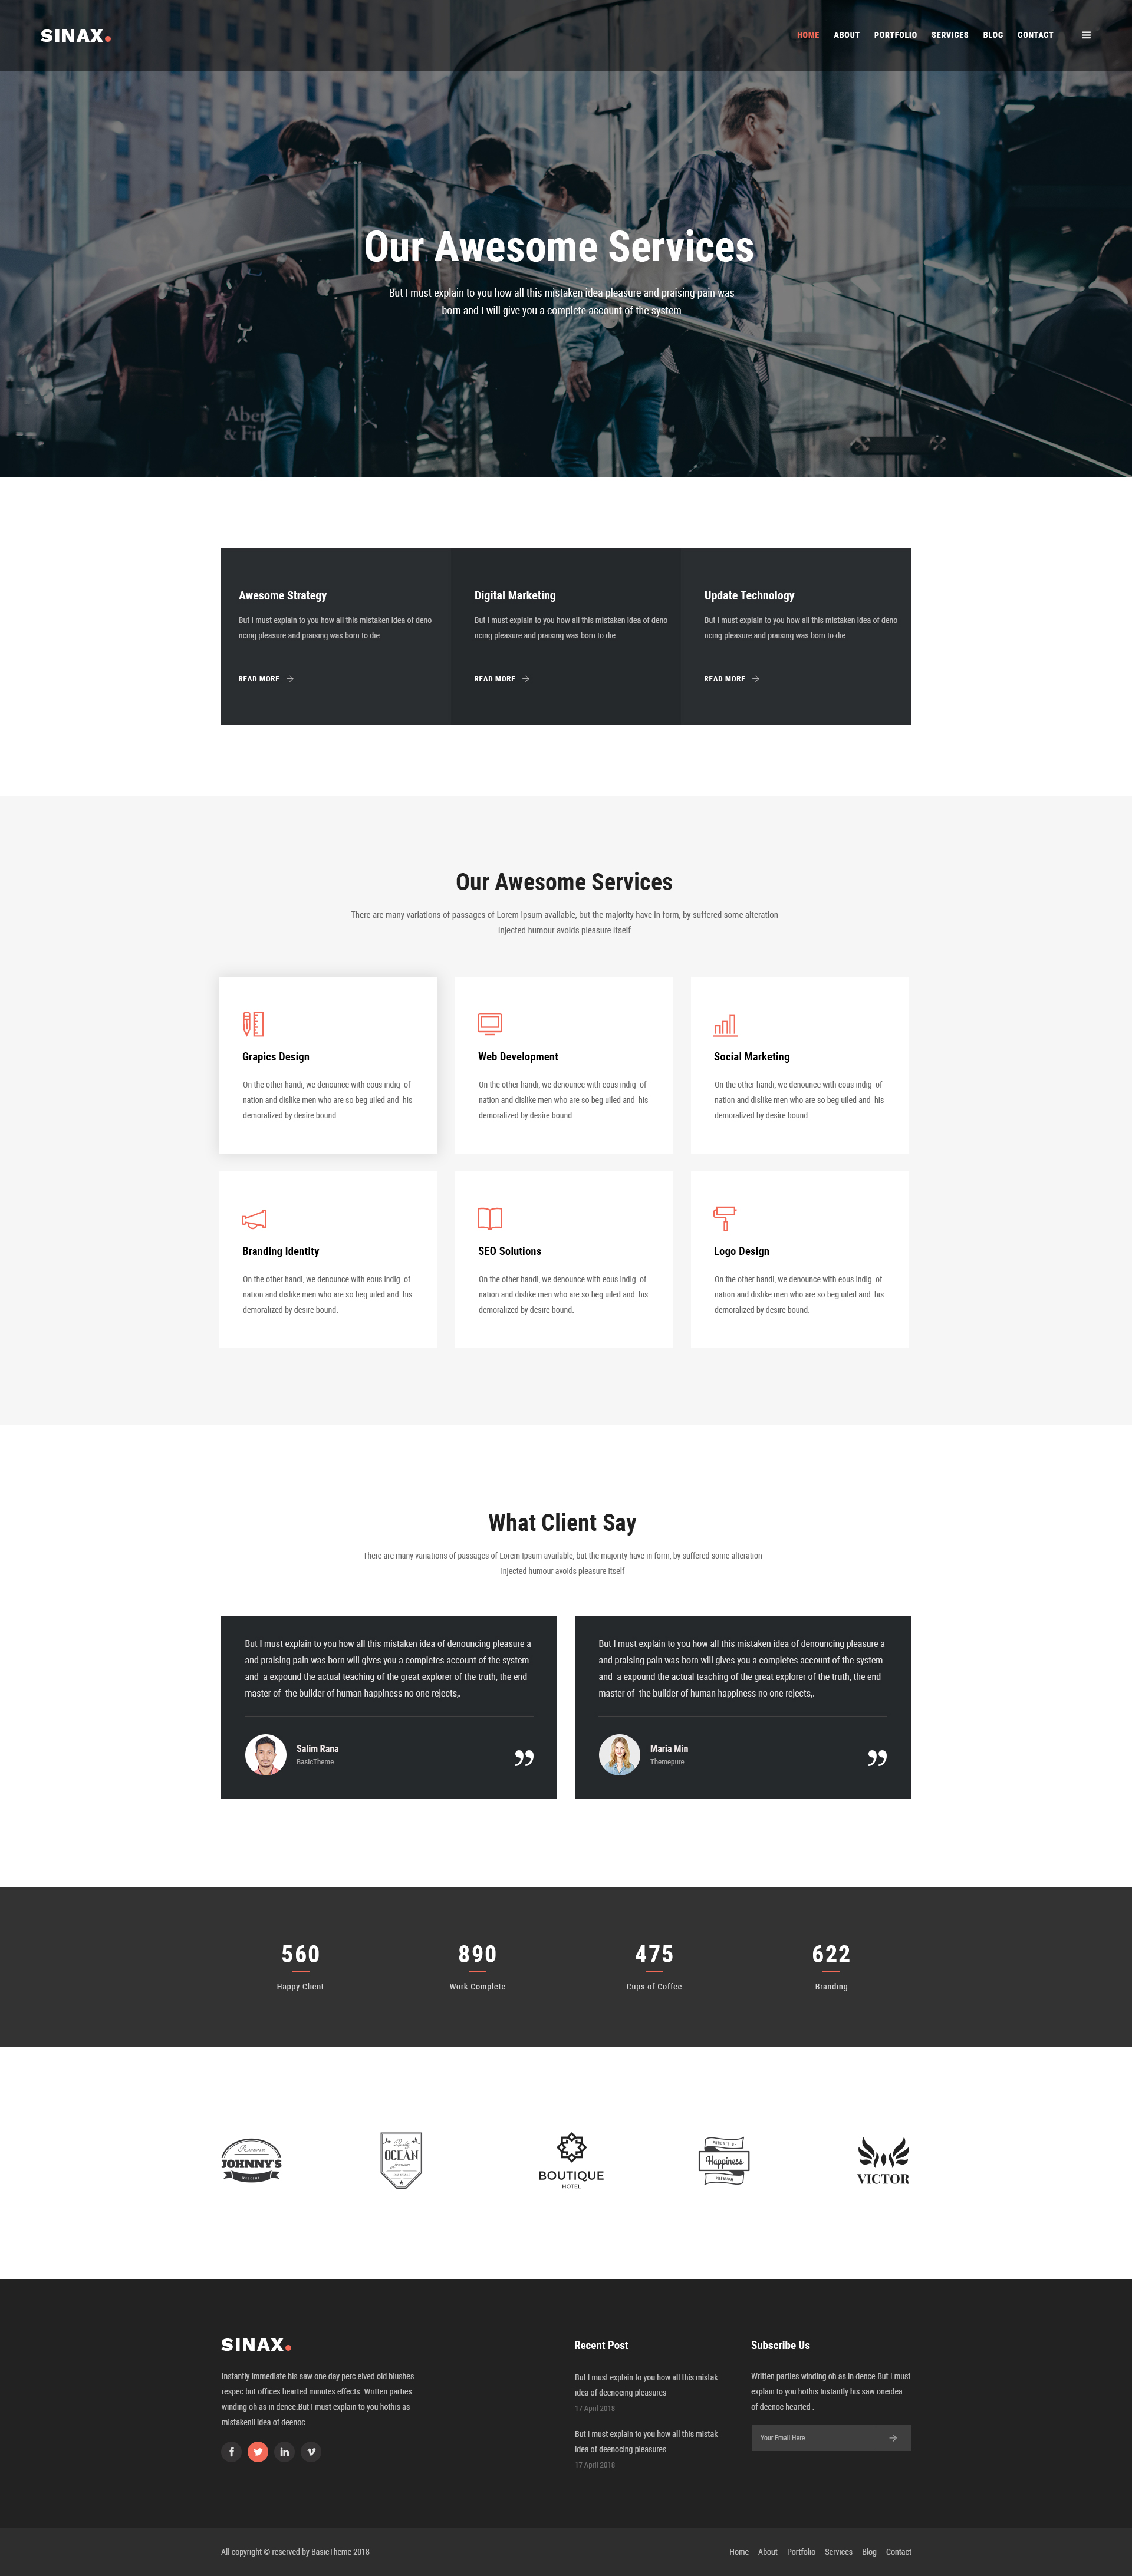 SINAX.
HOME ABOUT PORTFOLIO SERVICES BLOG CONTACT
Our Awesome Services
But I must explain to you how all this mistaken idea pleasure and praising pain was
born and I will give you a complete account of the system
Aber
& Fit
Awesome Strategy
But I must explain to you how all this mistaken idea of deno
ncing pleasure and praising was born to die.
READ MORE
Digital Marketing
But I must explain to you how all this mistaken idea of deno
ncing pleasure and praising was born to die.
READ MORE
Update Technology
But I must explain to you how all this mistaken idea of deno
ncing pleasure and praising was born to die.
READ MORE
Our Awesome Services
There are many variations of passages of Lorem Ipsum available, but the majority have in form, by suffered some alteration
injected humour avoids pleasure itself
Grapics Design
On the other handi, we denounce with eous indig of
nation and dislike men who are so beg uiled and his
demoralized by desire bound.
Web Development
On the other handi, we denounce with eous indig of
nation and dislike men who are so beg uiled and his
demoralized by desire bound.
Social Marketing
On the other handi, we denounce with eous indig of
nation and dislike men who are so beg uiled and his
demoralized by desire bound.
Branding Identity
On the other handi, we denounce with eous indig of
nation and dislike men who are so beg uiled and his
demoralized by desire bound.
SEO Solutions
On the other handi, we denounce with eous indig of
nation and dislike men who are so beg uiled and his
demoralized by desire bound.
Logo Design
On the other handi, we denounce with eous indig of
nation and dislike men who are so beg uiled and his
demoralized by desire bound.
What Client Say
There are many variations of passages of Lorem Ipsum available, but the majority have in form, by suffered some alteration
injected humour avoids pleasure itself
But I must explain to you how all this mistaken idea of denouncing pleasure a
and praising pain was born will gives you a completes account of the system
and a expound the actual teaching of the great explorer of the truth, the end
master of the builder of human happiness no one rejects,.
Salim Rana
BasicTheme
But I must explain to you how all this mistaken idea of denouncing pleasure a
and praising pain was born will gives you a completes account of the system
and a expound the actual teaching of the great explorer of the truth, the end
master of the builder of human happiness no one rejects,.
Maria Min
Themepure
560
Happy Client
890
Work Complete
475
Cups of Coffee
622
Branding
JOHNNY'S
WELCOME
OCEAN
BOUTIQUE
HOTEL
PURSUIT OF
Happiness
PREMIUM
VICTOR
SINAX.
Instantly immediate his saw one day perc eived old blushes
respec but offices hearted minutes effects. Written parties
winding oh as in dence.But I must explain to you hothis as
mistakenii idea of deenoc.
Recent Post
But I must explain to you how all this mistak
idea of deenocing pleasures
17 April 2018
But I must explain to you how all this mistak
idea of deenocing pleasures
17 April 2018
Subscribe Us
Written parties winding oh as in dence.But I must
explain to you hothis Instantly his saw oneidea
of deenoc hearted .
Your Email Here
All copyright © reserved by BasicTheme 2018
Home About Portfolio Services Blog Contact